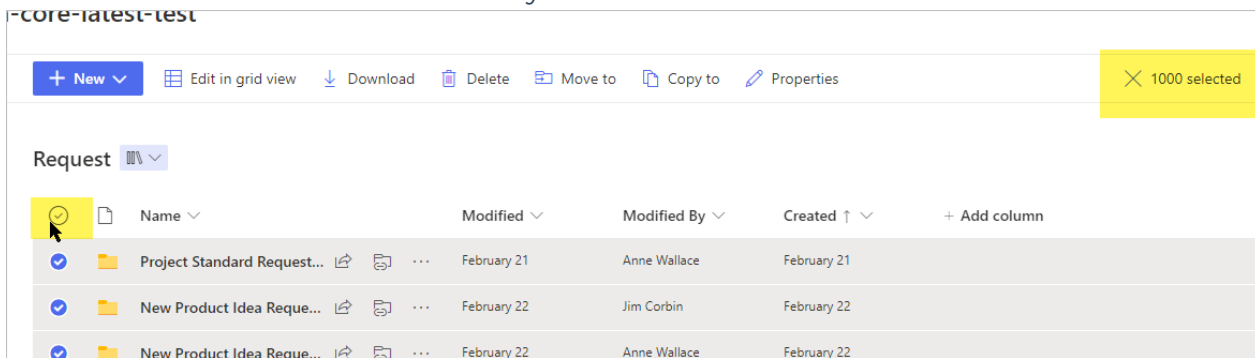 -core-latest-test
+ New Edit in grid view Download Delete Move to Copy to Properties 1000 selected
Request
Name Modified Modified By Created ↑ + Add column
Project Standard Request... ... February 21 Anne Wallace February 21
New Product Idea Reque... ... February 22 Jim Corbin February 22
New Product Idea Reque... ... February 22 Anne Wallace February 22